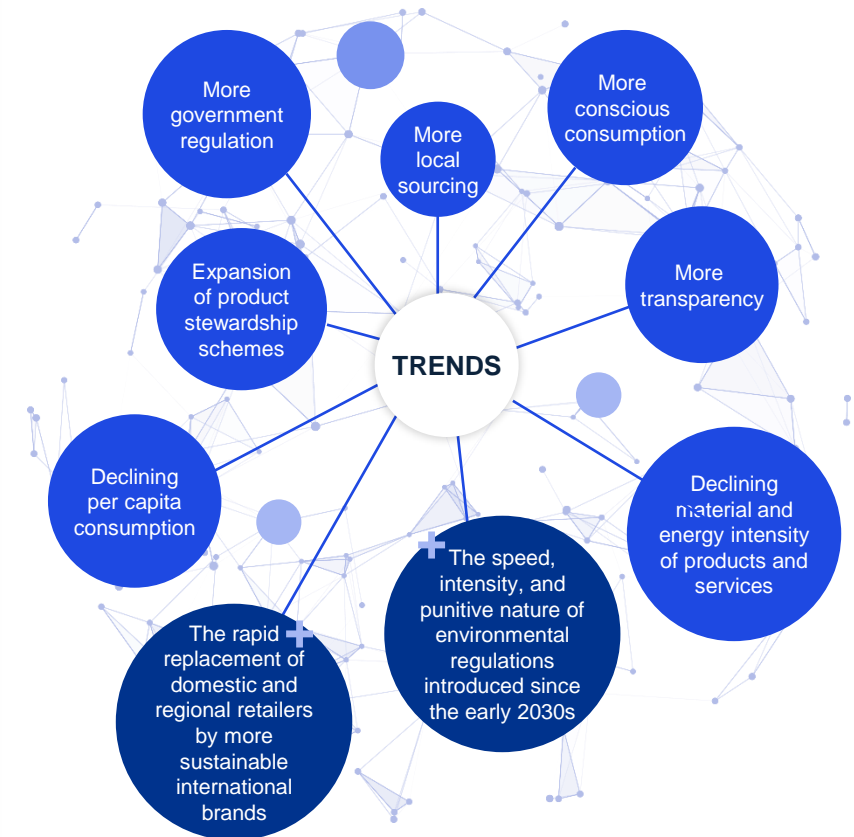 More
government
regulation
More
local
sourcing
More
conscious
consumption
Expansion
of product
stewardship
schemes
More
transparency
TRENDS
Declining
per capita
consumption
Declining
material and
energy intensity
of products and
services
The rapid
replacement of
domestic and
regional retailers
by more
sustainable
international
brands
The speed,
intensity, and
punitive nature of
environmental
regulations
introduced since
the early 2030s